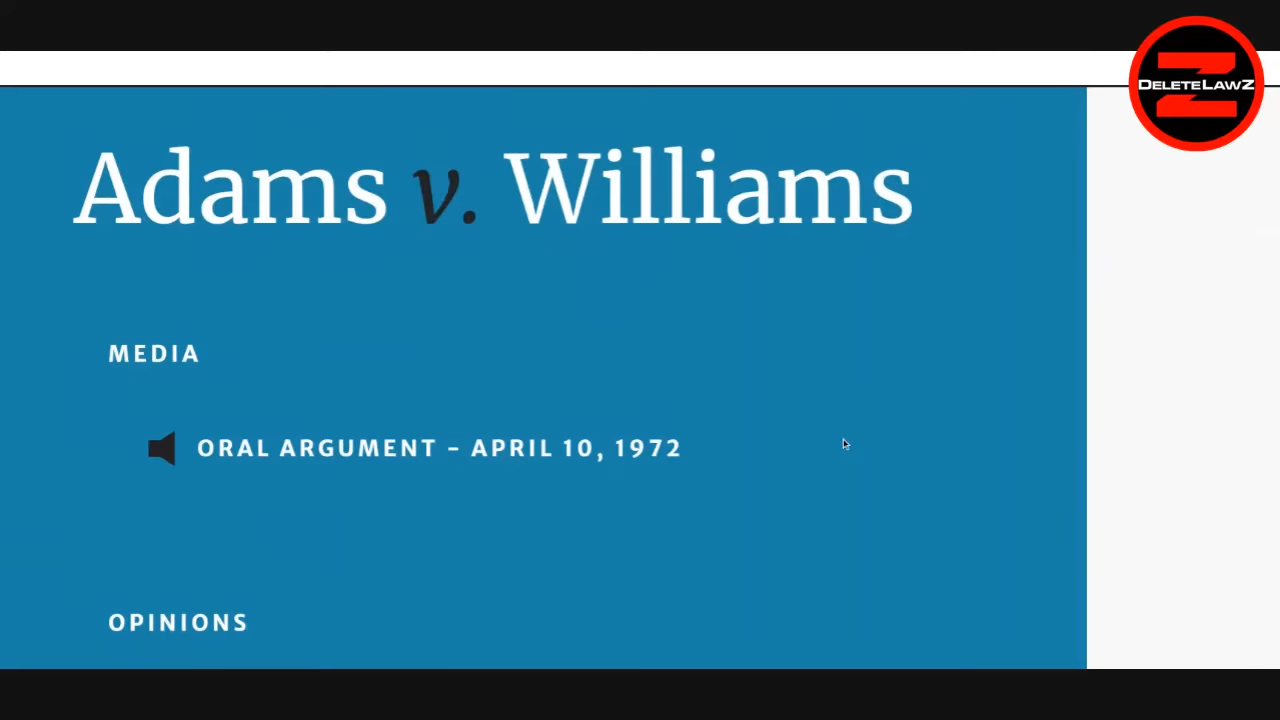 DELETELAWZ
Adams v. Williams
MEDIA
ORAL ARGUMENT – APRIL 10, 1972
OPINIONS